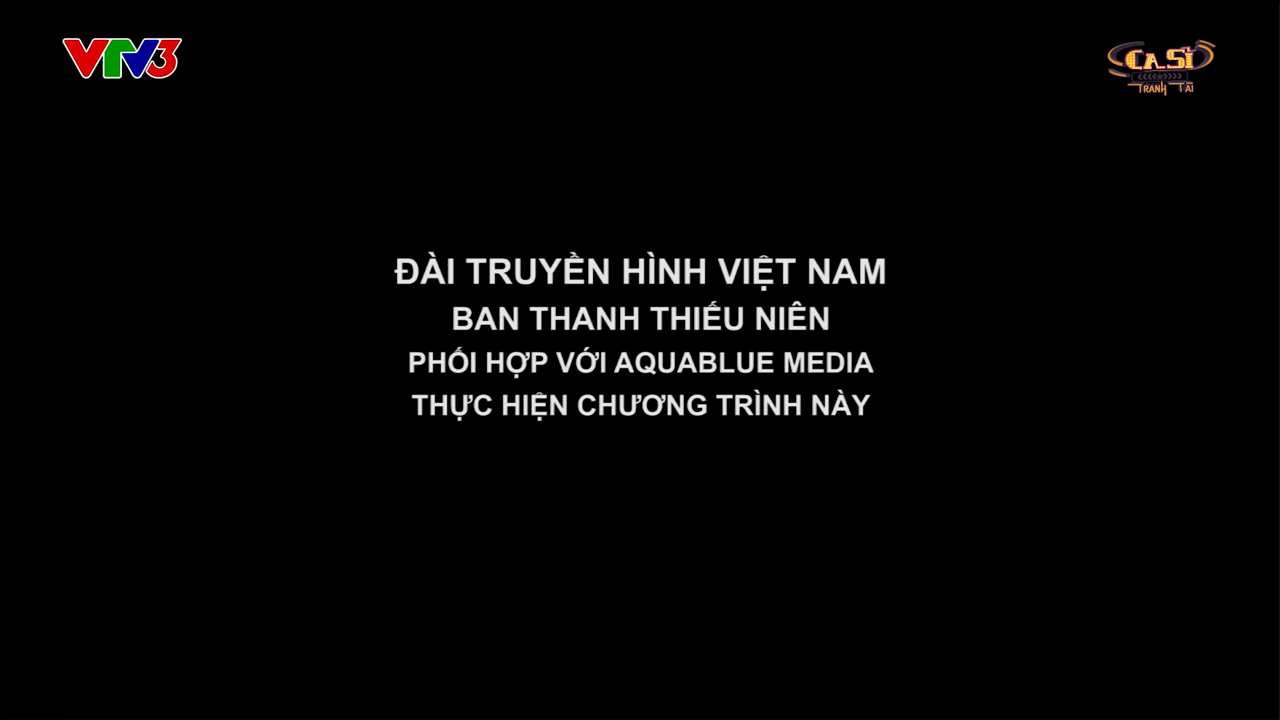 VTV3
CA SĨ
TRANH TÀI
ĐÀI TRUYỀN HÌNH VIỆT NAM
BAN THANH THIẾU NIÊN
PHỐI HỢP VỚI AQUABLUE MEDIA
THỰC HIỆN CHƯƠNG TRÌNH NÀY